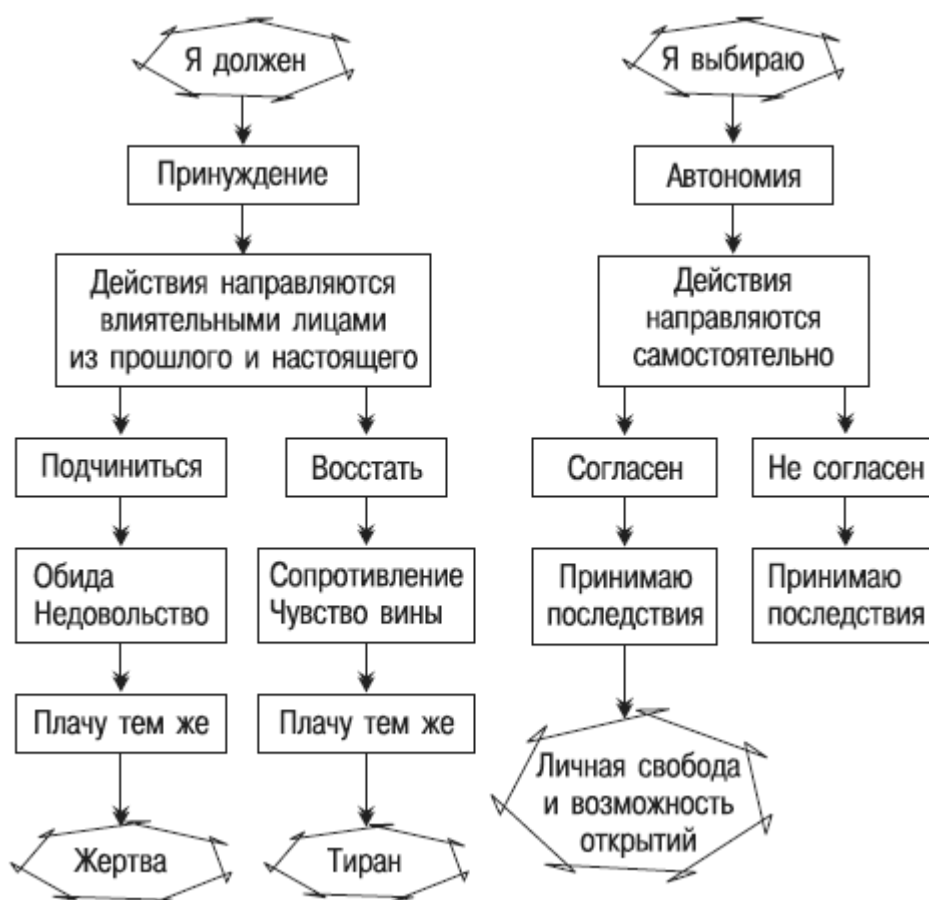 Я должен
Принуждение
Действия направляются
влиятельными лицами
из прошлого и настоящего
Подчиниться
Восстать
Обида
Недовольство
Сопротивление
Чувство вины
Плачу тем же
Плачу тем же
Жертва
Тиран
Я выбираю
Автономия
Действия
направляются
самостоятельно
Согласен
Не согласен
Принимаю
последствия
Принимаю
последствия
Личная свобода
и возможность
открытий